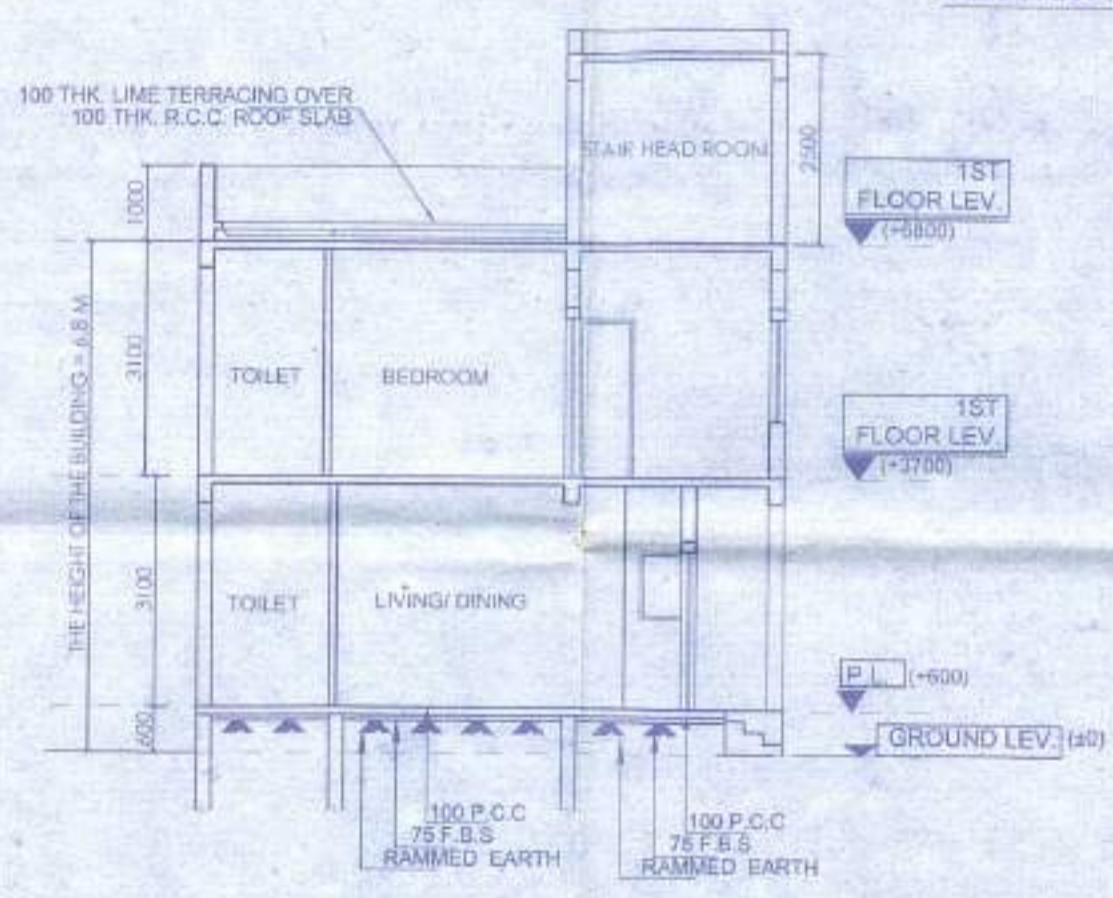 100 THK. LIME TERRACING OVER
100 THK. R.C.C. ROOF SLAB
STAIR HEAD ROOM
2500
1ST
FLOOR LEV.
(+6800)
1000
THE HEIGHT OF THE BUILDING = 6.8 M
3100
TOILET
BEDROOM
1ST
FLOOR LEV.
(+3700)
3100
TOILET
LIVING/ DINING
P.L. (+600)
600
GROUND LEV. (±0)
100 P.C.C
75 F.B.S
RAMMED EARTH
100 P.C.C
75 F.B.S
RAMMED EARTH